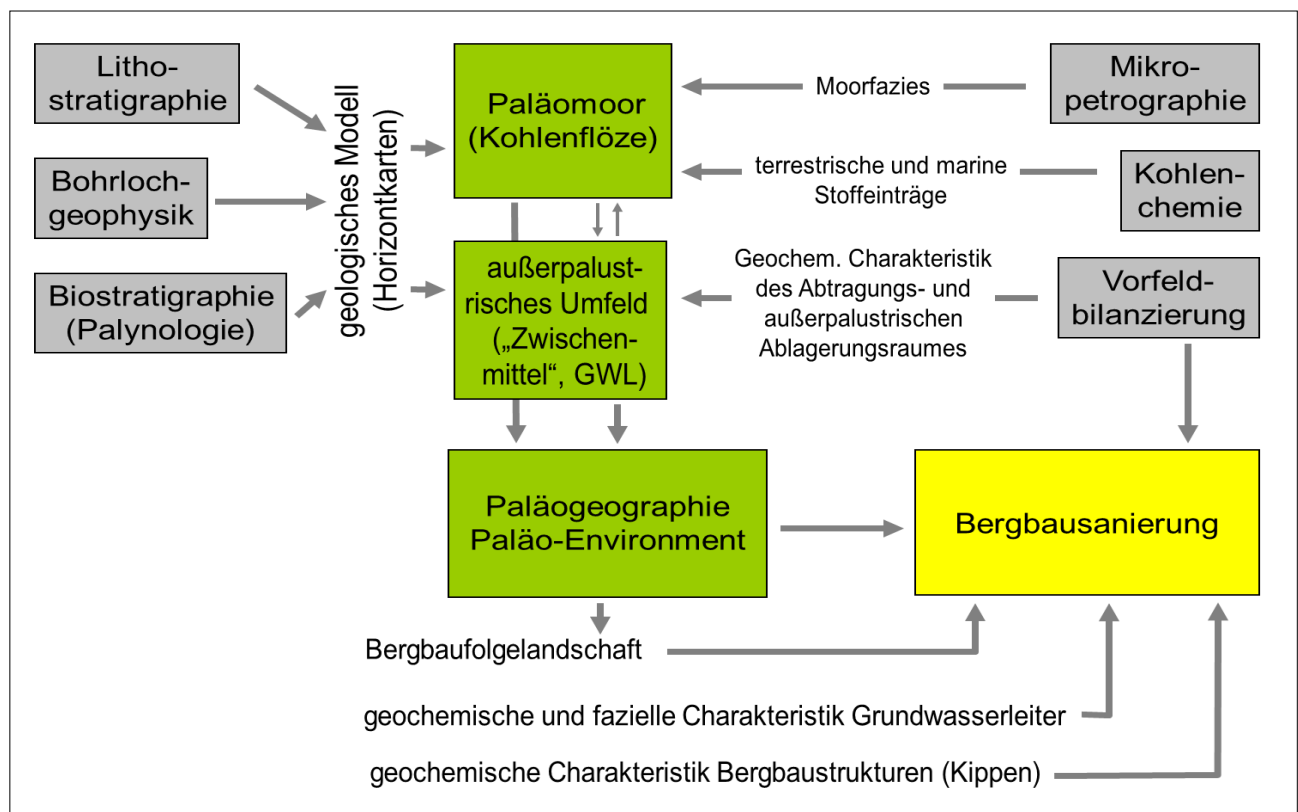 Litho-
stratigraphie
Bohrloch-
geophysik
Biostratigraphie
(Palynologie)
geologisches Modell
(Horizontkarten)
Paläomoor
(Kohlenflöze)
außerpalust-
risches Umfeld
(„Zwischen-
mittel“, GWL)
Moorfazies
terrestrische und marine
Stoffeinträge
Geochem. Charakteristik
des Abtragungs- und
außerpalustrischen
Ablagerungsraumes
Mikro-
petrographie
Kohlen-
chemie
Vorfeld-
bilanzierung
Paläogeographie
Paläo-Environment
Bergbausanierung
Bergbaufolgelandschaft
geochemische und fazielle Charakteristik Grundwasserleiter
geochemische Charakteristik Bergbaustrukturen (Kippen)